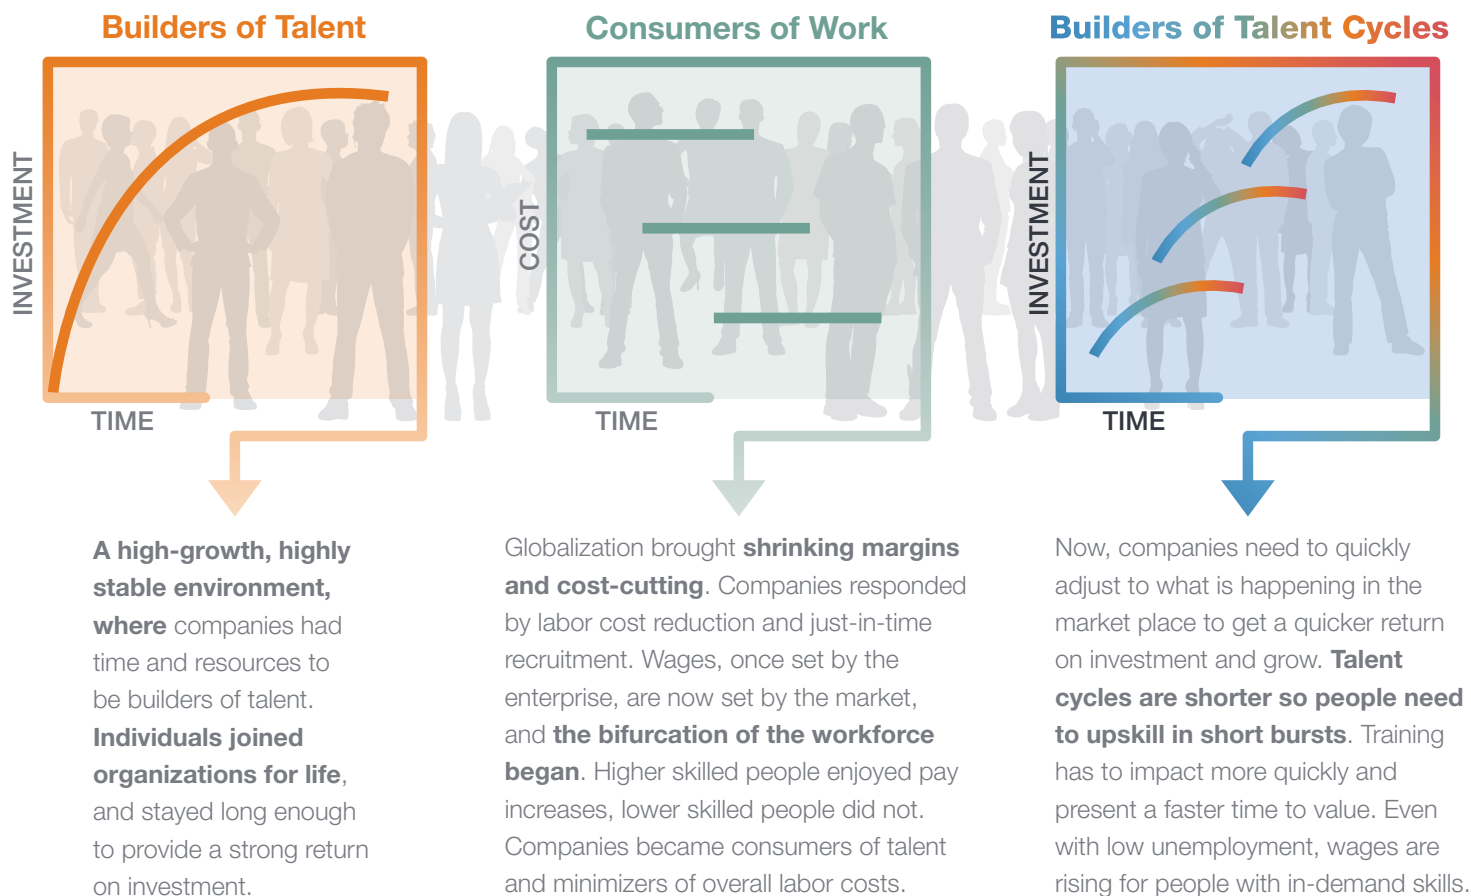 Builders of Talent
INVESTMENT
TIME
A high-growth, highly
stable environment,
where companies had
time and resources to
be builders of talent.
Individuals joined
organizations for life,
and stayed long enough
to provide a strong return
on investment.
Consumers of Work
COST
TIME
Globalization brought shrinking margins
and cost-cutting. Companies responded
by labor cost reduction and just-in-time
recruitment. Wages, once set by the
enterprise, are now set by the market,
and the bifurcation of the workforce
began. Higher skilled people enjoyed pay
increases, lower skilled people did not.
Companies became consumers of talent
and minimizers of overall labor costs.
Builders of Talent Cycles
INVESTMENT
TIME
Now, companies need to quickly
adjust to what is happening in the
market place to get a quicker return
on investment and grow. Talent
cycles are shorter so people need
to upskill in short bursts. Training
has to impact more quickly and
present a faster time to value. Even
with low unemployment, wages are
rising for people with in-demand skills.